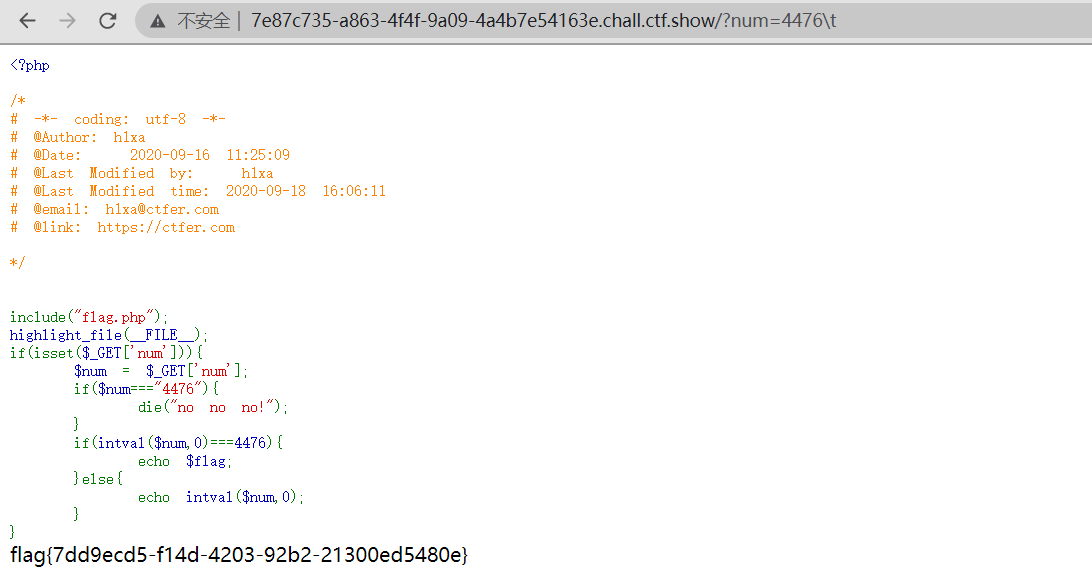 不安全 | 7e87c735-a863-4f4f-9a09-4a4b7e54163e.chall.ctf.show/?num=4476\t
<?php
/*
# -*- coding: utf-8 -*-
# @Author: h1xa
# @Date:   2020-09-16 11:25:09
# @Last Modified by:   h1xa
# @Last Modified time: 2020-09-18 16:06:11
# @email: h1xa@ctfer.com
# @link: https://ctfer.com
*/
include("flag.php");
highlight_file(__FILE__);
if(isset($_GET['num'])){
    $num = $_GET['num'];
    if($num==="4476"){
        die("no no no!");
    }
    if(intval($num,0)===4476){
        echo $flag;
    }else{
        echo intval($num,0);
    }
}
flag{7dd9ecd5-f14d-4203-92b2-21300ed5480e}